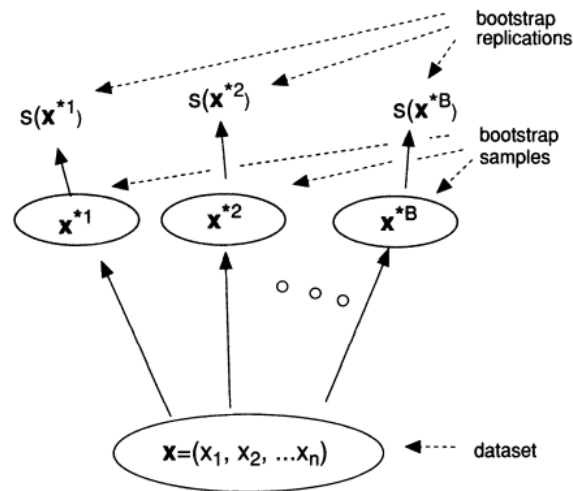 bootstrap
replications
s(x*1)
s(x*2)
s(x*B)
bootstrap
samples
x*1
x*2
x*B
x=(x1, x2, ...xn)
dataset